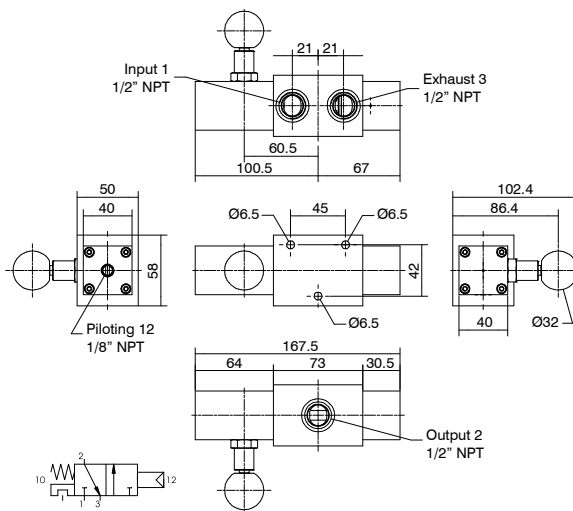 21 21
Input 1
1/2” NPT
Exhaust 3
1/2” NPT
60.5
100.5 67
50
40
58
Piloting 12
1/8” NPT
Ø6.5 45 Ø6.5
42
Ø6.5
102.4
86.4
40
Ø32
167.5
64 73 30.5
Output 2
1/2” NPT
2
10 12
1 3